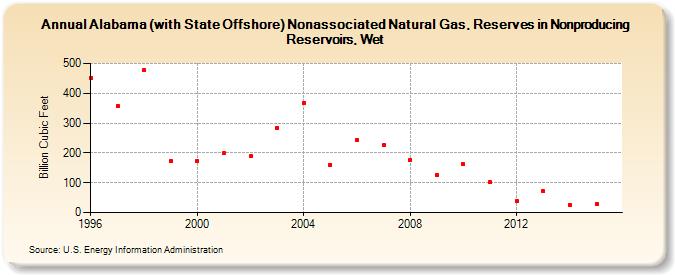 Annual Alabama (with State Offshore) Nonassociated Natural Gas, Reserves in Nonproducing
Reservoirs, Wet
Billion Cubic Feet
500
400
300
200
100
0
1996
2000
2004
2008
2012
Source: U.S. Energy Information Administration